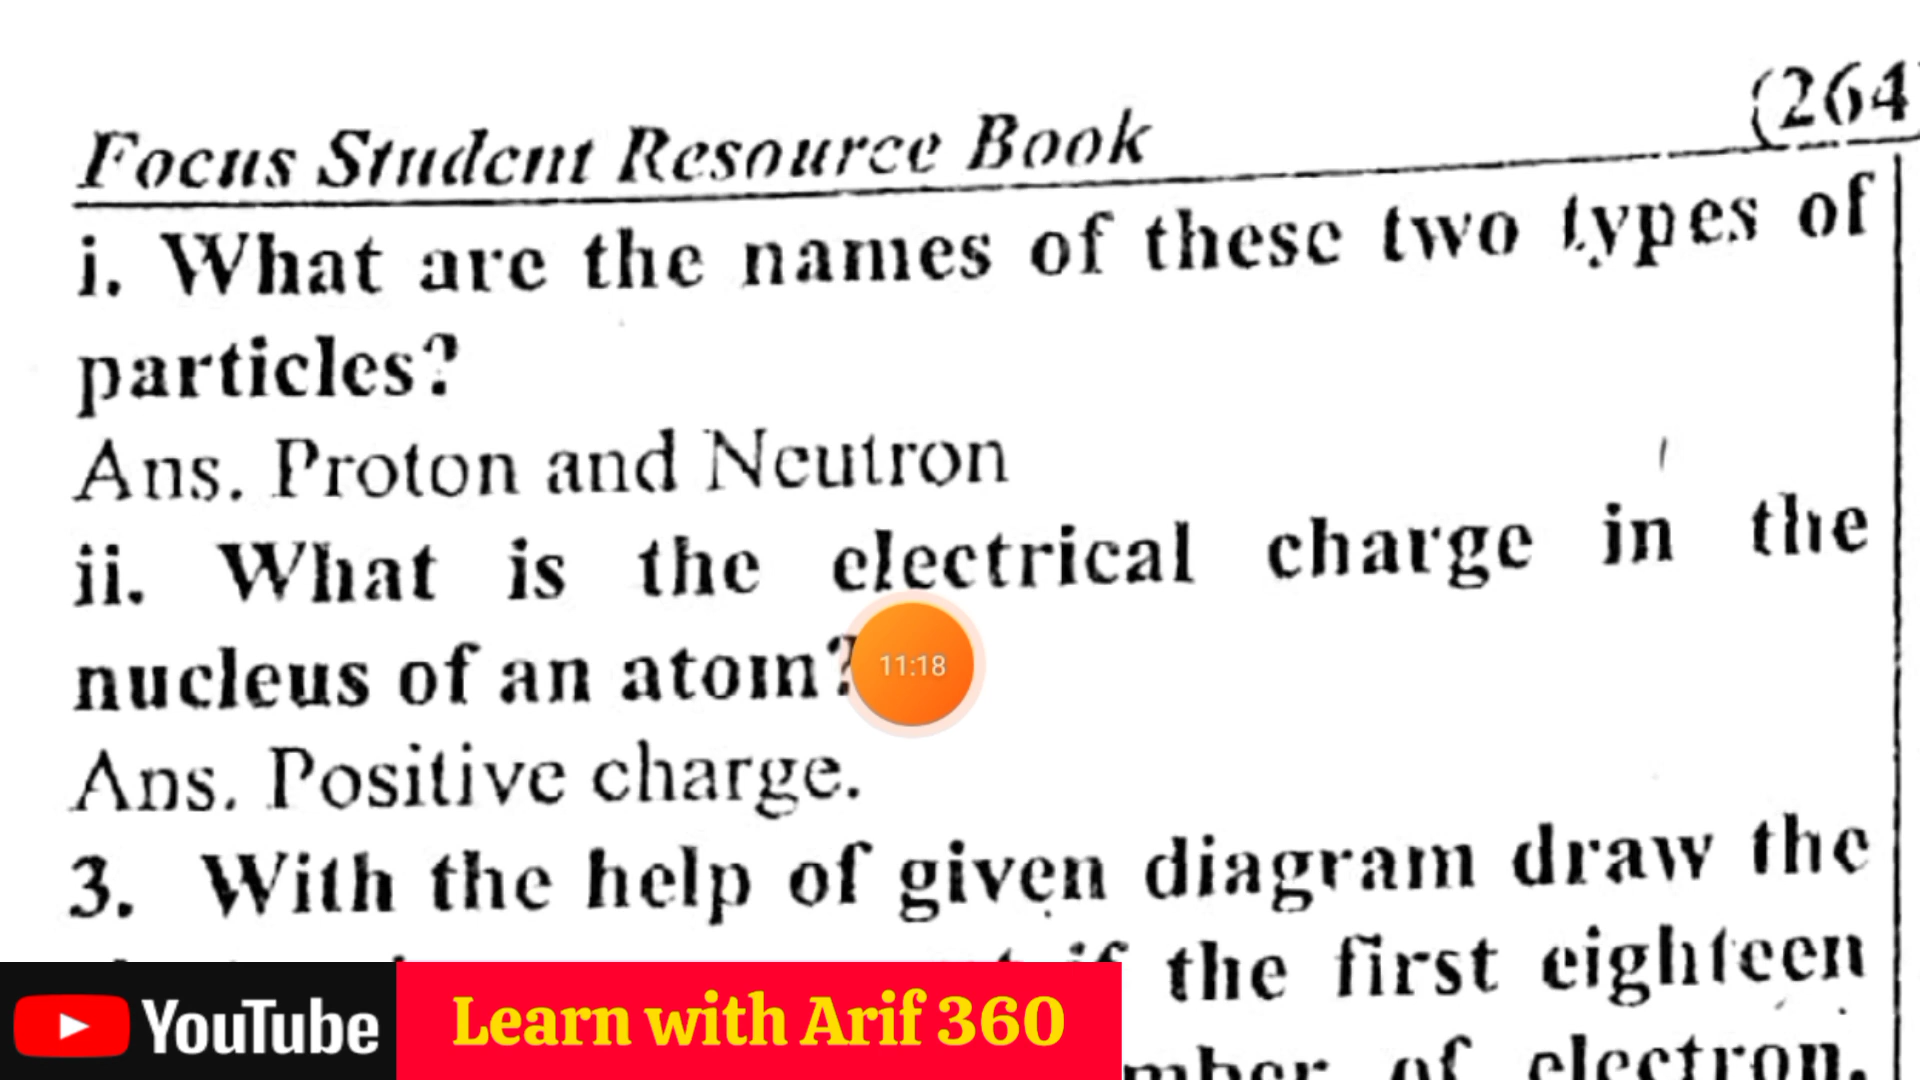 Focus Student Resource Book (264
i. What are the names of these two types of
particles?
Ans. Proton and Neutron
ii. What is the electrical charge in the
nucleus of an atom?
11:18
Ans. Positive charge.
3. With the help of given diagram draw the
the first eighteen
of electron.
YouTube Learn with Arif 360